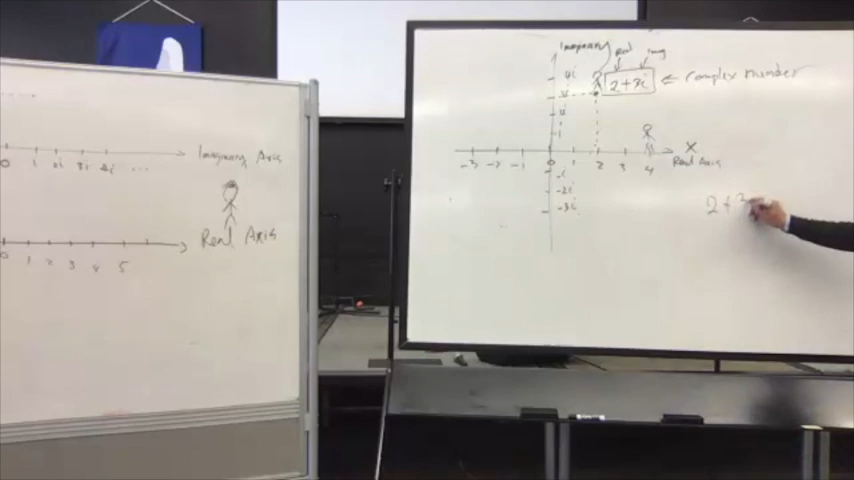 0 1 2i 3i 4i ....
Imaginary Axis
Real Axis
0 1 2 3 4 5
Imaginary
real img
4i
2+3i ⇐ Complex number
3i
2i
i
-3 -2 -1 0 1 2 3 4
X
Real Axis
-i
-2i
-3i
2 + 3